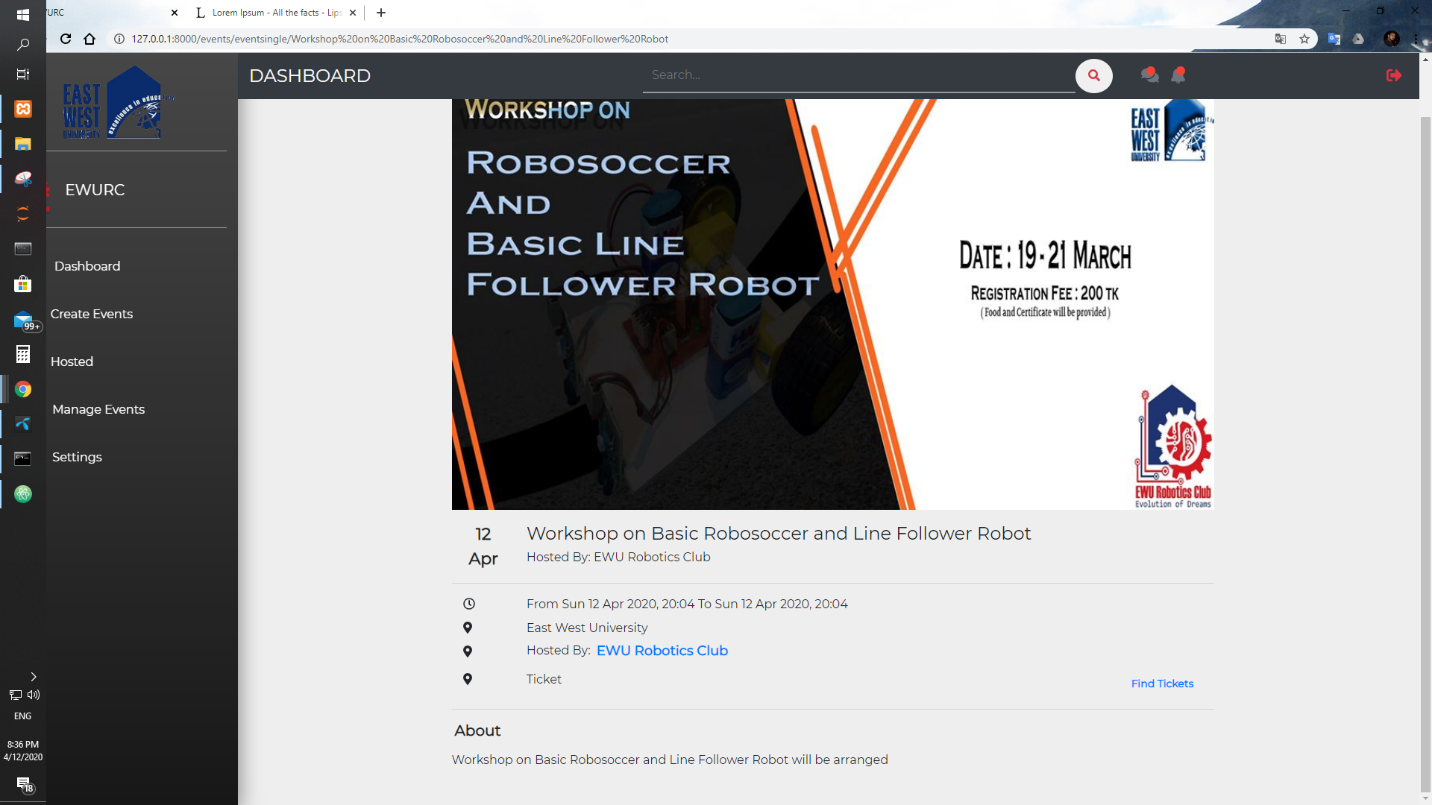 URC
Lorem Ipsum - All the facts - Lips
127.0.0.1:8000/events/eventsingle/Workshop%20on%20Basic%20Robosoccer%20and%20Line%20Follower%20Robot
EAST
WEST
UNIVERSITY
excellence in education
DASHBOARD
Search...
EWURC
Dashboard
Create Events
Hosted
Manage Events
Settings
99+
ENG
8:36 PM
4/12/2020
18
WORKSHOP ON
ROBOSOCCER
AND
BASIC LINE
FOLLOWER ROBOT
EAST
WEST
UNIVERSITY
DATE : 19 - 21 MARCH
REGISTRATION FEE : 200 TK
( Food and Certificate will be provided )
EWU Robotics Club
Evolution of Dreams
12
Apr
Workshop on Basic Robosoccer and Line Follower Robot
Hosted By: EWU Robotics Club
From Sun 12 Apr 2020, 20:04 To Sun 12 Apr 2020, 20:04
East West University
Hosted By: EWU Robotics Club
Ticket
Find Tickets
About
Workshop on Basic Robosoccer and Line Follower Robot will be arranged